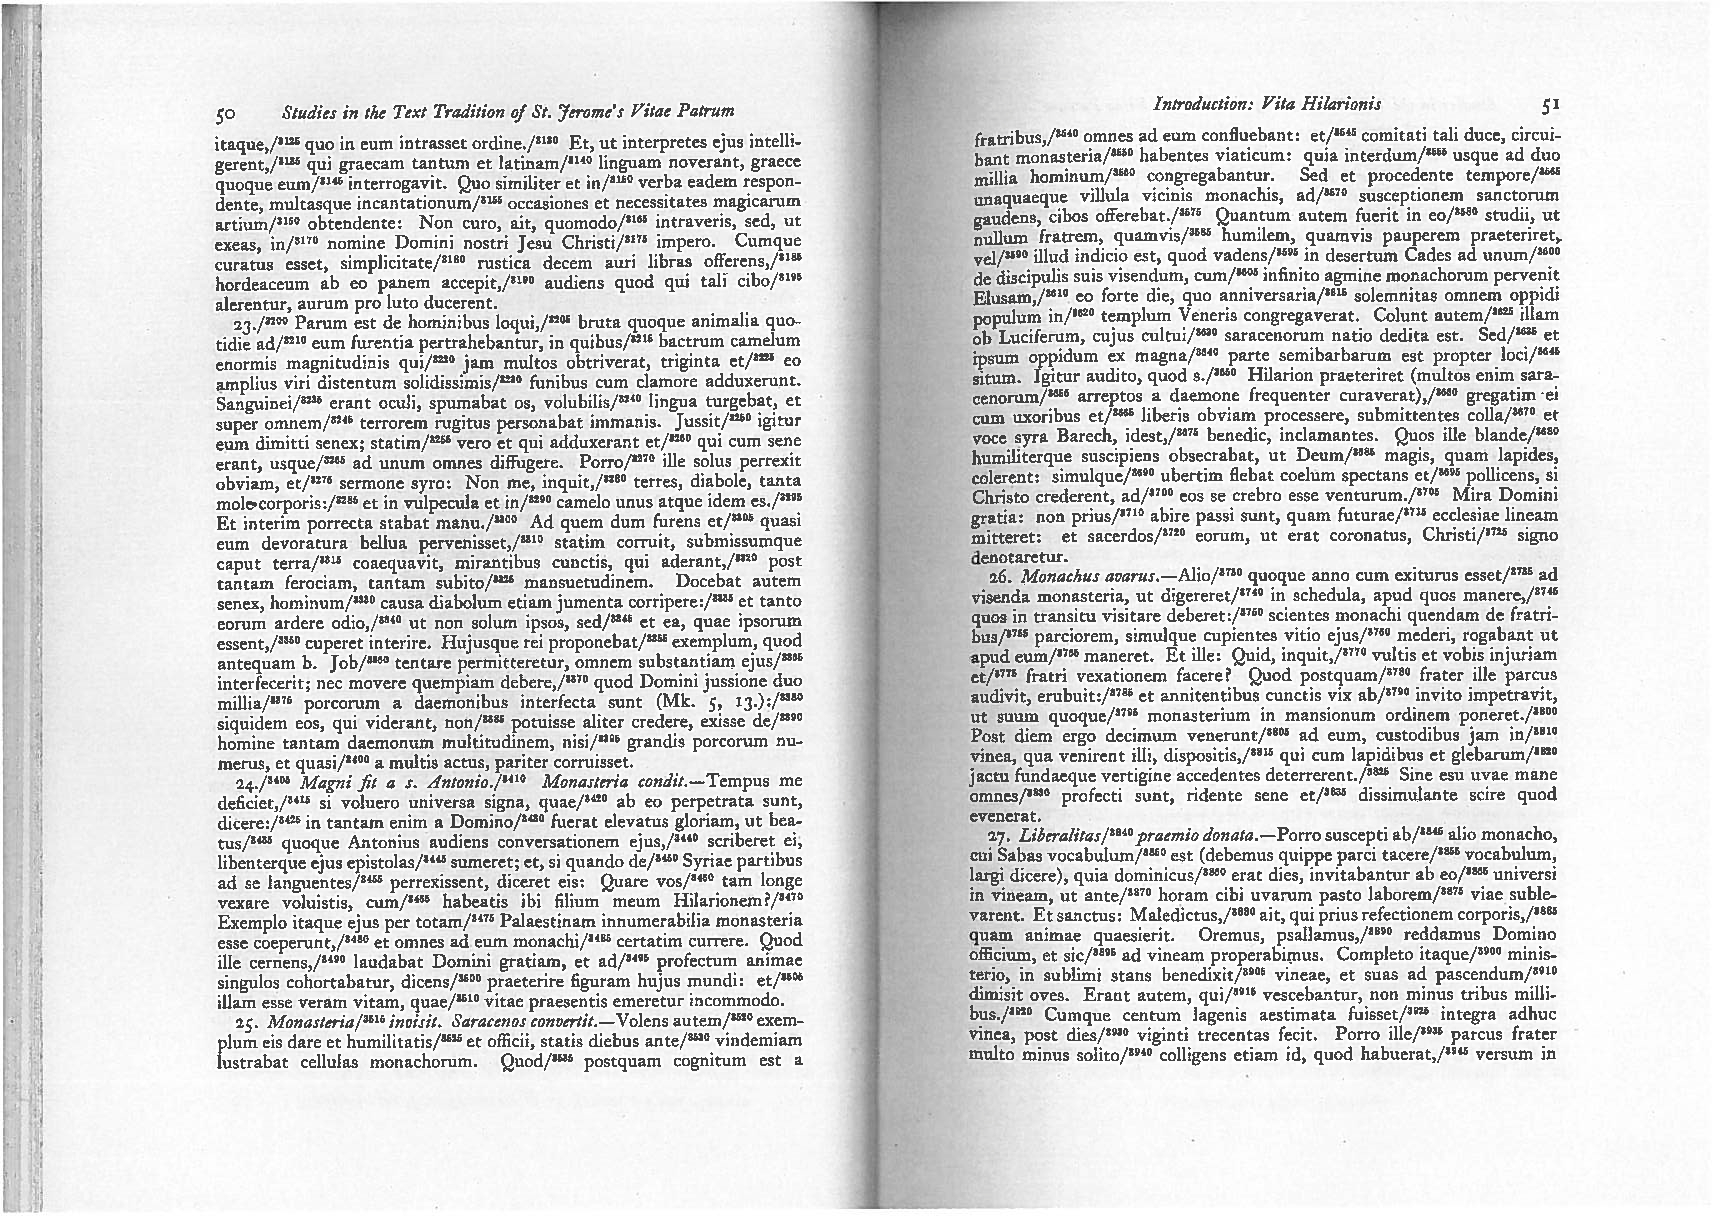 50 Studies in the Text Tradition of St. Jerome's Vitae Patrum
itaque,/3125 quo in eum intrasset ordine./3130 Et, ut interpretes ejus intelli-
gerent,/3135 qui graecam tantum et latinam/3140 linguam noverant, graece
quoque eum/3145 interrogavit. Quo similiter et in/3150 verba eadem respon-
dente, multasque incantationum/3155 occasiones et necessitates magicarum
artium/3160 obtendente: Non curo, ait, quomodo/3165 intraveris, sed, ut
exeas, in/3170 nomine Domini nostri Jesu Christi/3175 impero. Cumque
curatus esset, simplicitate/3180 rustica decem auri libras offerens,/3185
hordeaceum ab eo panem accepit,/3190 audiens quod qui tali cibo/3195
alerentur, aurum pro luto ducerent.
23./3200 Parum est de hominibus loqui,/3205 bruta quoque animalia quo-
tidie ad/3210 eum furentia pertrahebantur, in quibus/3215 bactrum camelum
enormis magnitudinis qui/3220 jam multos obtriverat, triginta et/3225 eo
amplius viri distentum solidissimis/3230 funibus cum clamore adduxerunt.
Sanguinei/3235 erant oculi, spumabat os, volubilis/3240 lingua turgebat, et
super omnem/3245 terrorem rugitus personabat immanis. Jussit/3250 igitur
eum dimitti senex; statim/3255 vero et qui adduxerant et/3260 qui cum sene
erant, usque/3265 ad unum omnes diffugere. Porro/3270 ille solus perrexit
obviam, et/3275 sermone syro: Non me, inquit,/3280 terres, diabole, tanta
mole corporis:/3285 et in vulpecula et in/3290 camelo unus atque idem es./3295
Et interim porrecta stabat manu./3300 Ad quem dum furens et/3305 quasi
eum devoratura bellua pervenisset,/3310 statim corruit, submissumque
caput terra/3315 coaequavit, mirantibus cunctis, qui aderant,/3320 post
tantam ferociam, tantam subito/3325 mansuetudinem. Docebat autem
senex, hominum/3330 causa diabolum etiam jumenta corripere:/3335 et tanto
eorum ardere odio,/3340 ut non solum ipsos, sed/3345 et ea, quae ipsorum
essent,/3350 cuperet interire. Hujusque rei proponebat/3355 exemplum, quod
antequam b. Job/3360 tentare permitteretur, omnem substantiam ejus/3365
interfecerit; nec movere quempiam debere,/3370 quod Domini jussione duo
millia/3375 porcorum a daemonibus interfecta sunt (Mk. 5, 13.):/3380
siquidem eos, qui viderant, non/3385 potuisse aliter credere, exisse de/3390
homine tantam daemonum multitudinem, nisi/3395 grandis porcorum nu-
merus, et quasi/3400 a multis actus, pariter corruisset.
24./3405 Magni fit a s. Antonio./3410 Monasteria condit.—Tempus me
deficiet,/3415 si voluero universa signa, quae/3420 ab eo perpetrata sunt,
dicere:/3425 in tantam enim a Domino/3430 fuerat elevatus gloriam, ut bea-
tus/3435 quoque Antonius audiens conversationem ejus,/3440 scriberet ei,
libenterque ejus epistolas/3445 sumeret; et, si quando de/3450 Syriae partibus
ad se languentes/3455 perrexissent, diceret eis: Quare vos/3460 tam longe
vexare voluistis, cum/3465 habeatis ibi filium meum Hilarionem?/3470
Exemplo itaque ejus per totam/3475 Palaestinam innumerabilia monasteria
esse coeperunt,/3480 et omnes ad eum monachi/3485 certatim currere. Quod
ille cernens,/3490 laudabat Domini gratiam, et ad/3495 profectum animae
singulos cohortabatur, dicens/3500 praeterire figuram hujus mundi: et/3505
illam esse veram vitam, quae/3510 vitae praesentis emeretur incommodo.
25. Monasteria/3515 invisit. Saracenos convertit.—Volens autem/3520 exem-
plum eis dare et humilitatis/3525 et officii, statis diebus ante/3530 vindemiam
lustrabat cellulas monachorum. Quod/3535 postquam cognitum est a
Introduction: Vita Hilarionis 51
fratribus,/3540 omnes ad eum confluebant: et/3545 comitati tali duce, circui-
bant monasteria/3550 habentes viaticum: quia interdum/3555 usque ad duo
millia hominum/3560 congregabantur. Sed et procedente tempore/3565
unaquaeque villula vicinis monachis, ad/3570 susceptionem sanctorum
gaudens, cibos offerebat./3575 Quantum autem fuerit in eo/3580 studii, ut
nullum fratrem, quamvis/3585 humilem, quamvis pauperem praeteriret,
vel/3590 illud indicio est, quod vadens/3595 in desertum Cades ad unum/3600
de discipulis suis visendum, cum/3605 infinito agmine monachorum pervenit
Elusam,/3610 eo forte die, quo anniversaria/3615 solemnitas omnem oppidi
populum in/3620 templum Veneris congregaverat. Colunt autem/3625 illam
ob Luciferum, cujus cultui/3630 saracenorum natio dedita est. Sed/3635 et
ipsum oppidum ex magna/3640 parte semibarbarum est propter loci/3645
situm. Igitur audito, quod s./3650 Hilarion praeteriret (multos enim sara-
cenorum/3655 arreptos a daemone frequenter curaverat),/3660 gregatim ei
cum uxoribus et/3665 liberis obviam processere, submittentes colla/3670 et
voce syra Barech, idest,/3675 benedic, inclamantes. Quos ille blande/3680
humiliterque suscipiens obsecrabat, ut Deum/3685 magis, quam lapides,
colerent: simulque/3690 ubertim flebat coelum spectans et/3695 pollicens, si
Christo crederent, ad/3700 eos se crebro esse venturum./3705 Mira Domini
gratia: non prius/3710 abire passi sunt, quam futurae/3715 ecclesiae lineam
mitteret: et sacerdos/3720 eorum, ut erat coronatus, Christi/3725 signo
denotaretur.
26. Monachus avarus.—Alio/3730 quoque anno cum exiturus esset/3735 ad
visenda monasteria, ut digereret/3740 in schedula, apud quos manere,/3745
quos in transitu visitare deberet:/3750 scientes monachi quendam de fratri-
bus/3755 parciorem, simulque cupientes vitio ejus/3760 mederi, rogabant ut
apud eum/3765 maneret. Et ille: Quid, inquit,/3770 vultis et vobis injuriam
et/3775 fratri vexationem facere? Quod postquam/3780 frater ille parcus
audivit, erubuit:/3785 et annitentibus cunctis vix ab/3790 invito impetravit,
ut suum quoque/3795 monasterium in mansionum ordinem poneret./3800
Post diem ergo decimum venerunt/3805 ad eum, custodibus jam in/3810
vinea, qua venirent illi, dispositis,/3815 qui cum lapidibus et glebarum/3820
jactu fundaeque vertigine accedentes deterrerent./3825 Sine esu uvae mane
omnes/3830 profecti sunt, ridente sene et/3835 dissimulante scire quod
evenerat.
27. Liberalitas/3840 praemio donata.—Porro suscepti ab/3845 alio monacho,
cui Sabas vocabulum/3850 est (debemus quippe parci tacere/3855 vocabulum,
largi dicere), quia dominicus/3860 erat dies, invitabantur ab eo/3865 universi
in vineam, ut ante/3870 horam cibi uvarum pasto laborem/3875 viae suble-
varent. Et sanctus: Maledictus,/3880 ait, qui prius refectionem corporis,/3885
quam animae quaesierit. Oremus, psallamus,/3890 reddamus Domino
officium, et sic/3895 ad vineam properabimus. Completo itaque/3900 minis-
terio, in sublimi stans benedixit/3905 vineae, et suas ad pascendum/3910
dimisit oves. Erant autem, qui/3915 vescebantur, non minus tribus milli-
bus./3920 Cumque centum lagenis aestimata fuisset/3925 integra adhuc
vinea, post dies/3930 viginti trecentas fecit. Porro ille/3935 parcus frater
multo minus solito/3940 colligens etiam id, quod habuerat,/3945 versum in